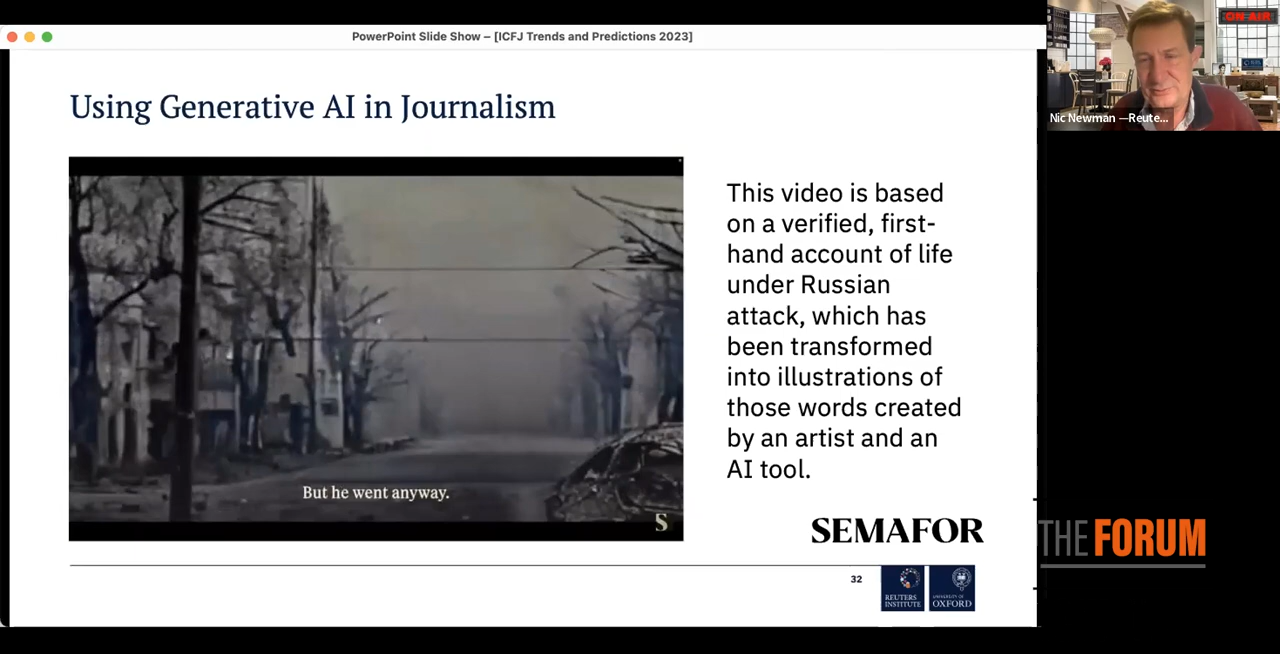 PowerPoint Slide Show – [ICFJ Trends and Predictions 2023]
ON AIR
Nic Newman —Reute...
Using Generative AI in Journalism
This video is based
on a verified, first-
hand account of life
under Russian
attack, which has
been transformed
into illustrations of
those words created
by an artist and an
AI tool.
But he went anyway.
S
SEMAFOR
THE FORUM
32
REUTERS
INSTITUTE
UNIVERSITY OF
OXFORD